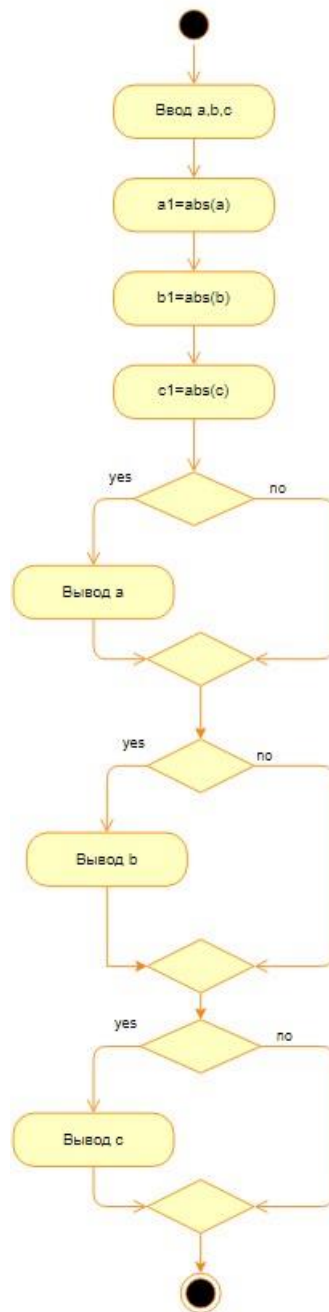 Ввод a,b,c
a1=abs(a)
b1=abs(b)
c1=abs(c)
yes
no
Вывод a
yes
no
Вывод b
yes
no
Вывод c